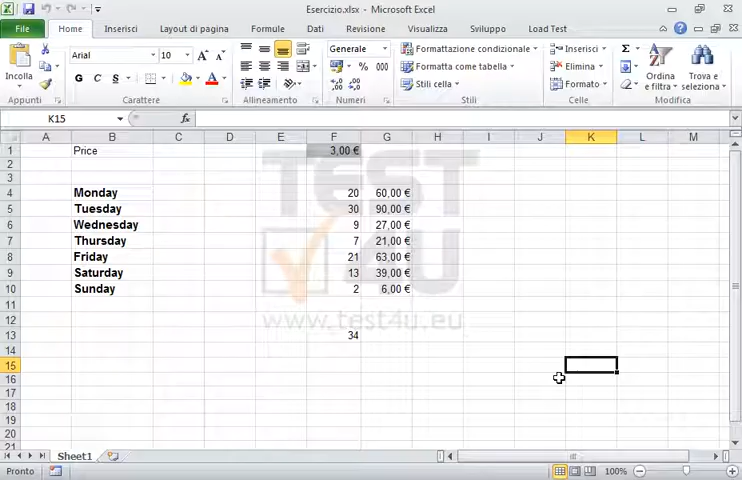 Esercizio.xlsx - Microsoft Excel
File Home Inserisci Layout di pagina Formule Dati Revisione Visualizza Sviluppo Load Test
Incolla
Appunti
Arial 10
G C S
Carattere
Allineamento
Generale
% 000
Numeri
Formattazione condizionale
Formatta come tabella
Stili cella
Stili
Inserisci
Elimina
Formato
Celle
Σ
Ordina e filtra
Trova e seleziona
Modifica
K15 fx
A B C D E F G H I J K L M
1 Price 3,00 €
2
3
4 Monday 20 60,00 €
5 Tuesday 30 90,00 €
6 Wednesday 9 27,00 €
7 Thursday 7 21,00 €
8 Friday 21 63,00 €
9 Saturday 13 39,00 €
10 Sunday 2 6,00 €
11
12
13 34
14
15
16
17
18
19
20
21
TEST
4U
www.test4u.eu
Sheet1
Pronto 100%